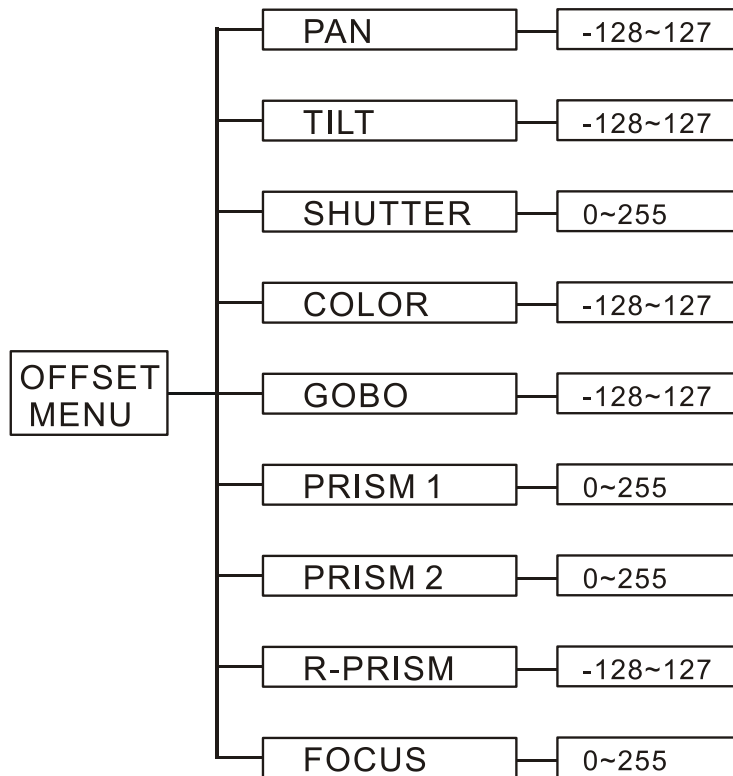 PAN -128~127
TILT -128~127
SHUTTER 0~255
COLOR -128~127
OFFSET
MENU
GOBO -128~127
PRISM 1 0~255
PRISM 2 0~255
R-PRISM -128~127
FOCUS 0~255